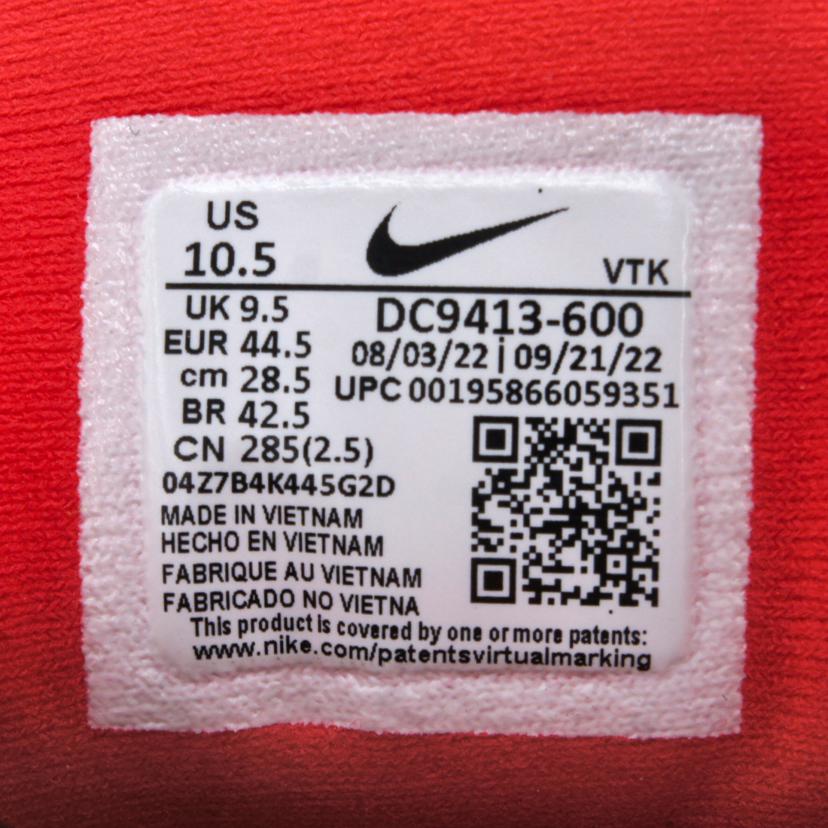 US
10.5
VTK
UK 9.5
EUR 44.5
cm 28.5
BR 42.5
CN 285(2.5)
DC9413-600
08/03/22 | 09/21/22
UPC 00195866059351
04Z7B4K445G2D
MADE IN VIETNAM
HECHO EN VIETNAM
FABRIQUE AU VIETNAM
FABRICADO NO VIETNA
This product is covered by one or more patents:
www.nike.com/patentsvirtualmarking